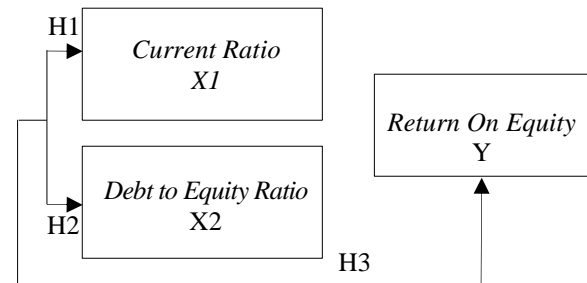 H1
Current Ratio
X1
Return On Equity
Y
Debt to Equity Ratio
X2
H2
H3